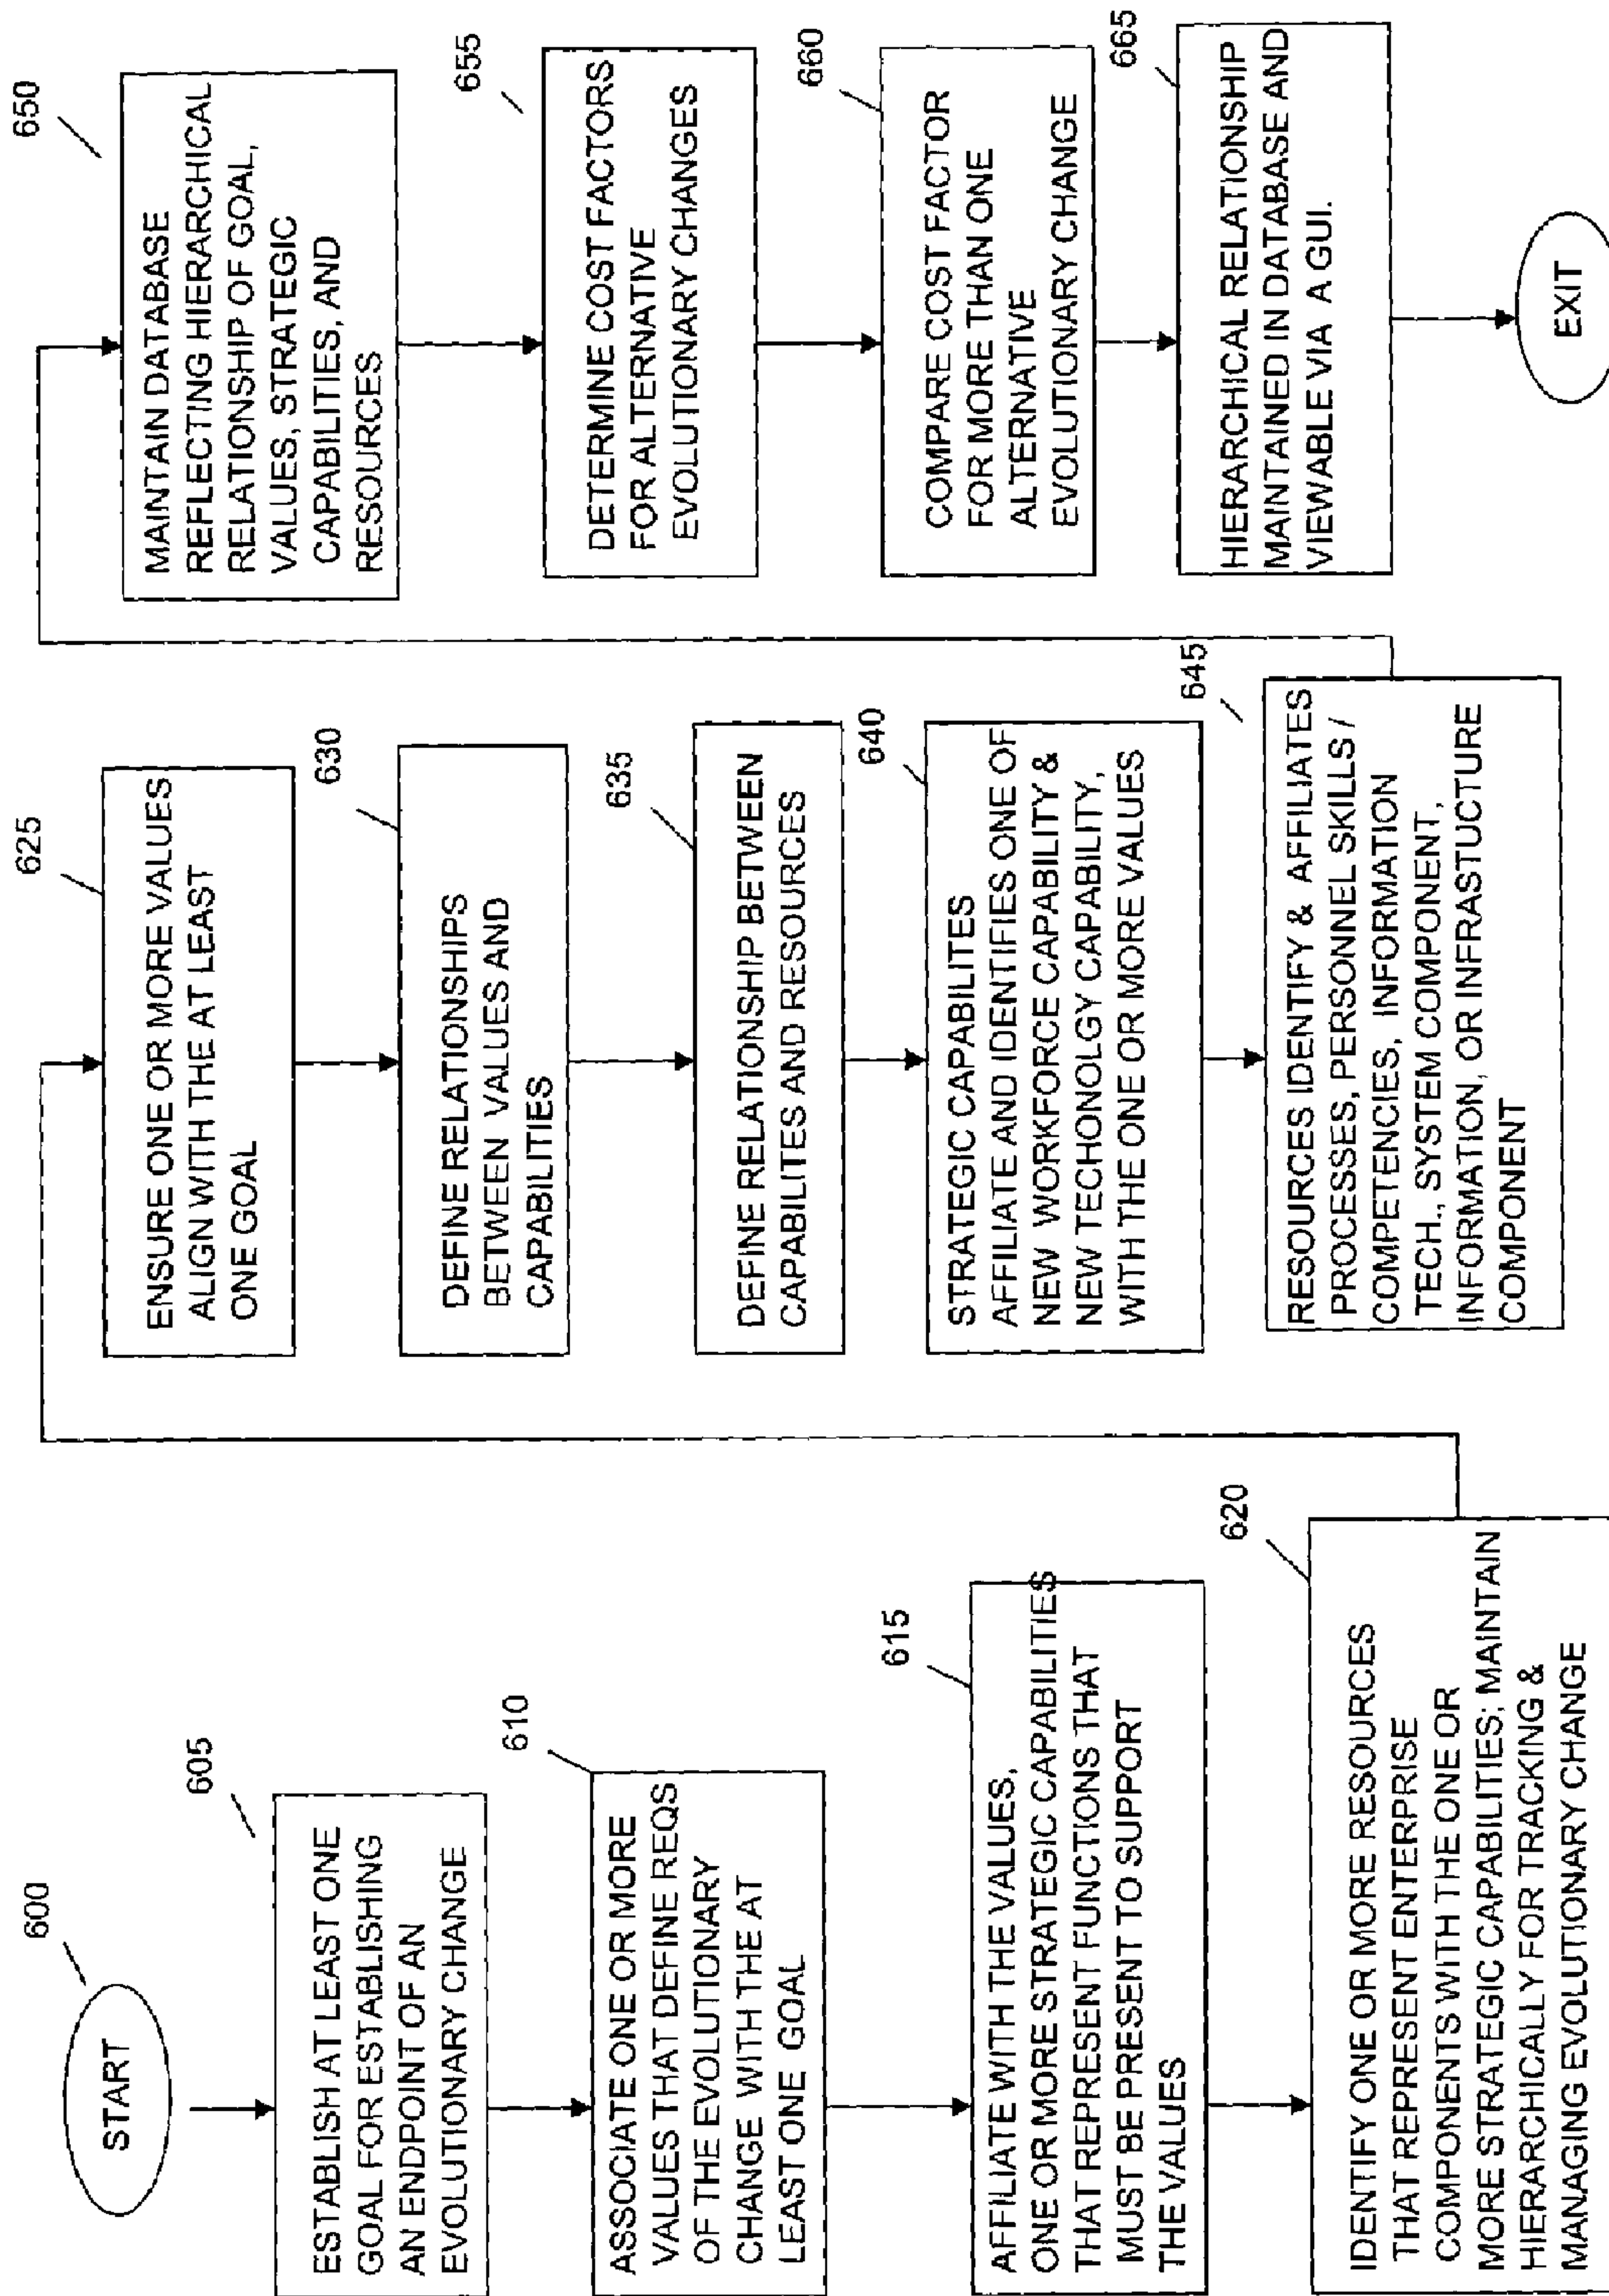 600
START
605
ESTABLISH AT LEAST ONE
GOAL FOR ESTABLISHING
AN ENDPOINT OF AN
EVOLUTIONARY CHANGE
610
ASSOCIATE ONE OR MORE
VALUES THAT DEFINE REQS
OF THE EVOLUTIONARY
CHANGE WITH THE AT
LEAST ONE GOAL
615
AFFILIATE WITH THE VALUES,
ONE OR MORE STRATEGIC CAPABILITIES
THAT REPRESENT FUNCTIONS THAT
MUST BE PRESENT TO SUPPORT
THE VALUES
620
IDENTIFY ONE OR MORE RESOURCES
THAT REPRESENT ENTERPRISE
COMPONENTS WITH THE ONE OR
MORE STRATEGIC CAPABILITIES; MAINTAIN
HIERARCHICALLY FOR TRACKING &
MANAGING EVOLUTIONARY CHANGE
625
ENSURE ONE OR MORE VALUES
ALIGN WITH THE AT LEAST
ONE GOAL
630
DEFINE RELATIONSHIPS
BETWEEN VALUES AND
CAPABILITIES
635
DEFINE RELATIONSHIP BETWEEN
CAPABILITES AND RESOURCES
640
STRATEGIC CAPABILITES
AFFILIATE AND IDENTIFIES ONE OF
NEW WORKFORCE CAPABILITY &
NEW TECHONOLOGY CAPABILITY,
WITH THE ONE OR MORE VALUES
645
RESOURCES IDENTIFY & AFFILIATES
PROCESSES, PERSONNEL SKILLS /
COMPETENCIES, INFORMATION
TECH., SYSTEM COMPONENT,
INFORMATION, OR INFRASTUCTURE
COMPONENT
650
MAINTAIN DATABASE
REFLECTING HIERARCHICAL
RELATIONSHIP OF GOAL,
VALUES, STRATEGIC
CAPABILITIES, AND
RESOURCES
655
DETERMINE COST FACTORS
FOR ALTERNATIVE
EVOLUTIONARY CHANGES
660
COMPARE COST FACTOR
FOR MORE THAN ONE
ALTERNATIVE
EVOLUTIONARY CHANGE
665
HIERARCHICAL RELATIONSHIP
MAINTAINED IN DATABASE AND
VIEWABLE VIA A GUI.
EXIT